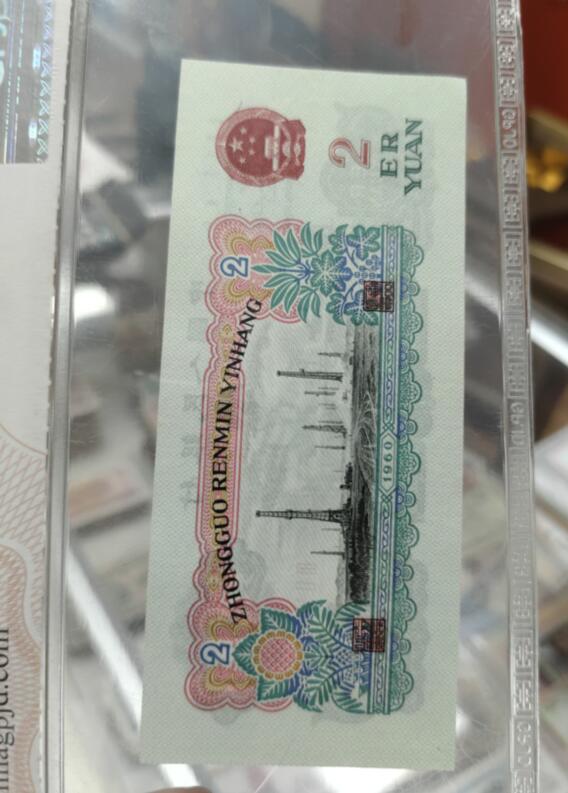 2
ER
YUAN
2
ZHONGGUO RENMIN YINHANG
2
1960